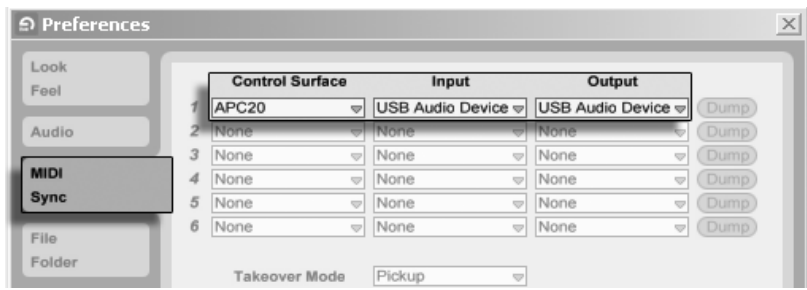 Preferences
Look
Feel
Audio
MIDI
Sync
File
Folder
Control Surface Input Output
1 APC20 USB Audio Device USB Audio Device Dump
2 None None None Dump
3 None None None Dump
4 None None None Dump
5 None None None Dump
6 None None None Dump
Takeover Mode Pickup